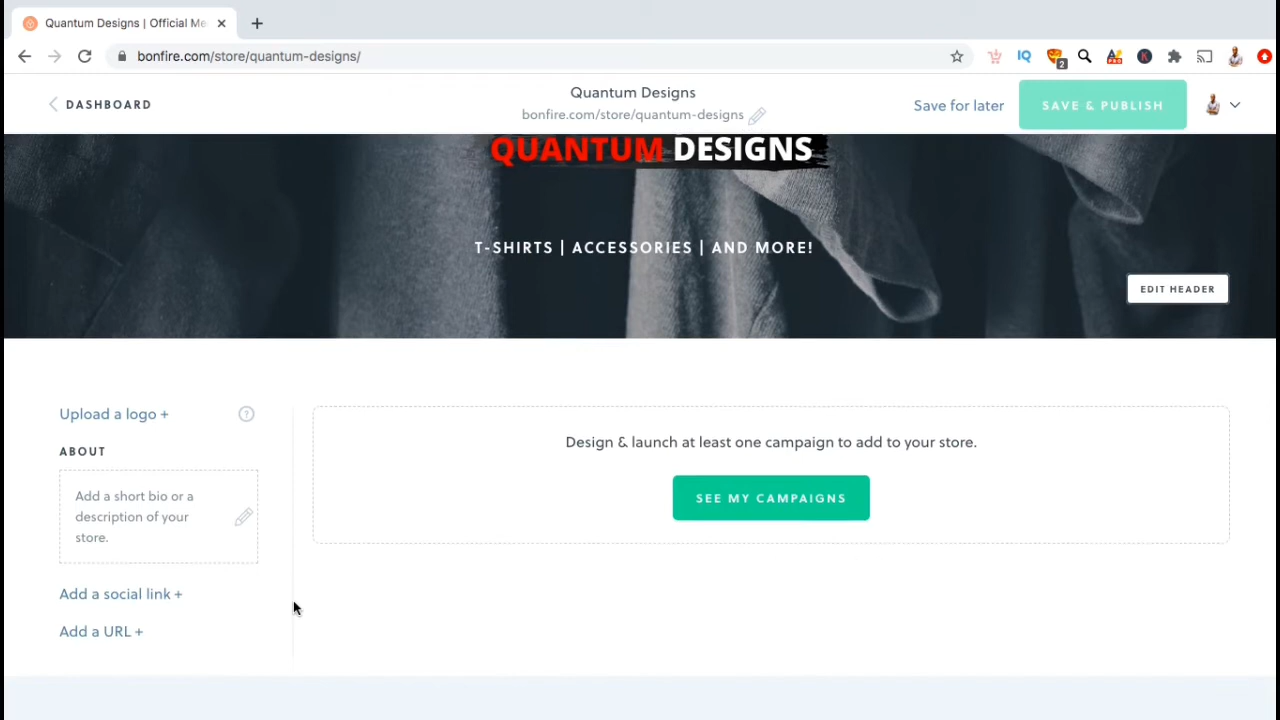 Quantum Designs | Official Me
bonfire.com/store/quantum-designs/
IQ
2
PRO
K
DASHBOARD
Quantum Designs
bonfire.com/store/quantum-designs
Save for later
SAVE & PUBLISH
QUANTUM DESIGNS
T-SHIRTS | ACCESSORIES | AND MORE!
EDIT HEADER
Upload a logo +
?
ABOUT
Add a short bio or a
description of your
store.
Add a social link +
Add a URL +
Design & launch at least one campaign to add to your store.
SEE MY CAMPAIGNS